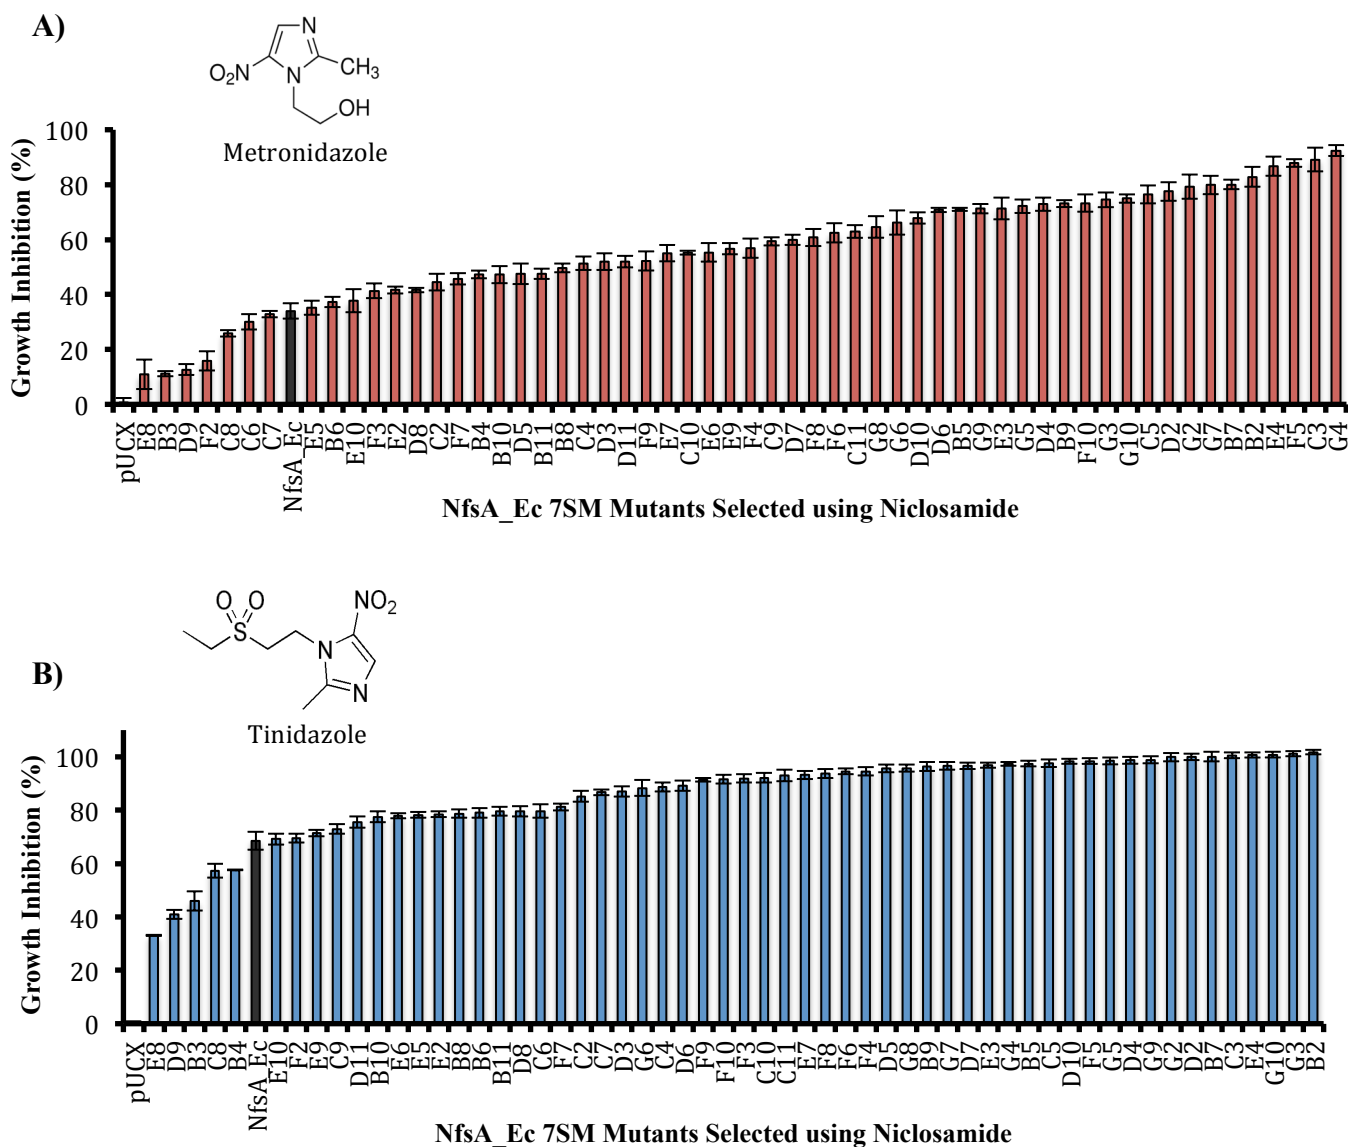 A)
O₂N
N
N
CH₃
OH
Metronidazole
Growth Inhibition (%)
100
80
60
40
20
0
pUCX E8 B3 D9 F2 C8 C6 C7 NfsA_Ec E5 B6 E10 F3 E2 D8 C2 F7 B4 B10 D5 B11 B8 C4 D3 D11 F9 E7 C10 E6 E9 F4 C9 D7 F8 F6 C11 G8 G6 D10 D6 B5 G9 E3 G5 D4 B9 F10 G3 G10 C5 D2 G2 G7 B7 B2 E4 F5 C3 G4
NfsA_Ec 7SM Mutants Selected using Niclosamide
B)
O O
S
NO₂
N
N
Tinidazole
Growth Inhibition (%)
100
80
60
40
20
0
pUCX E8 D9 B3 C8 B4 NfsA_Ec E10 F2 E9 C9 D11 B10 E6 E5 E2 B8 B6 B11 D8 C6 F7 C2 C7 D3 G6 C4 D6 F9 F10 F3 C10 C11 E7 F8 F6 F4 D5 G8 B9 G7 D7 E3 G4 B5 C5 D10 F5 G5 D4 G9 G2 D2 B7 C3 E4 G10 G3 B2
NfsA_Ec 7SM Mutants Selected using Niclosamide